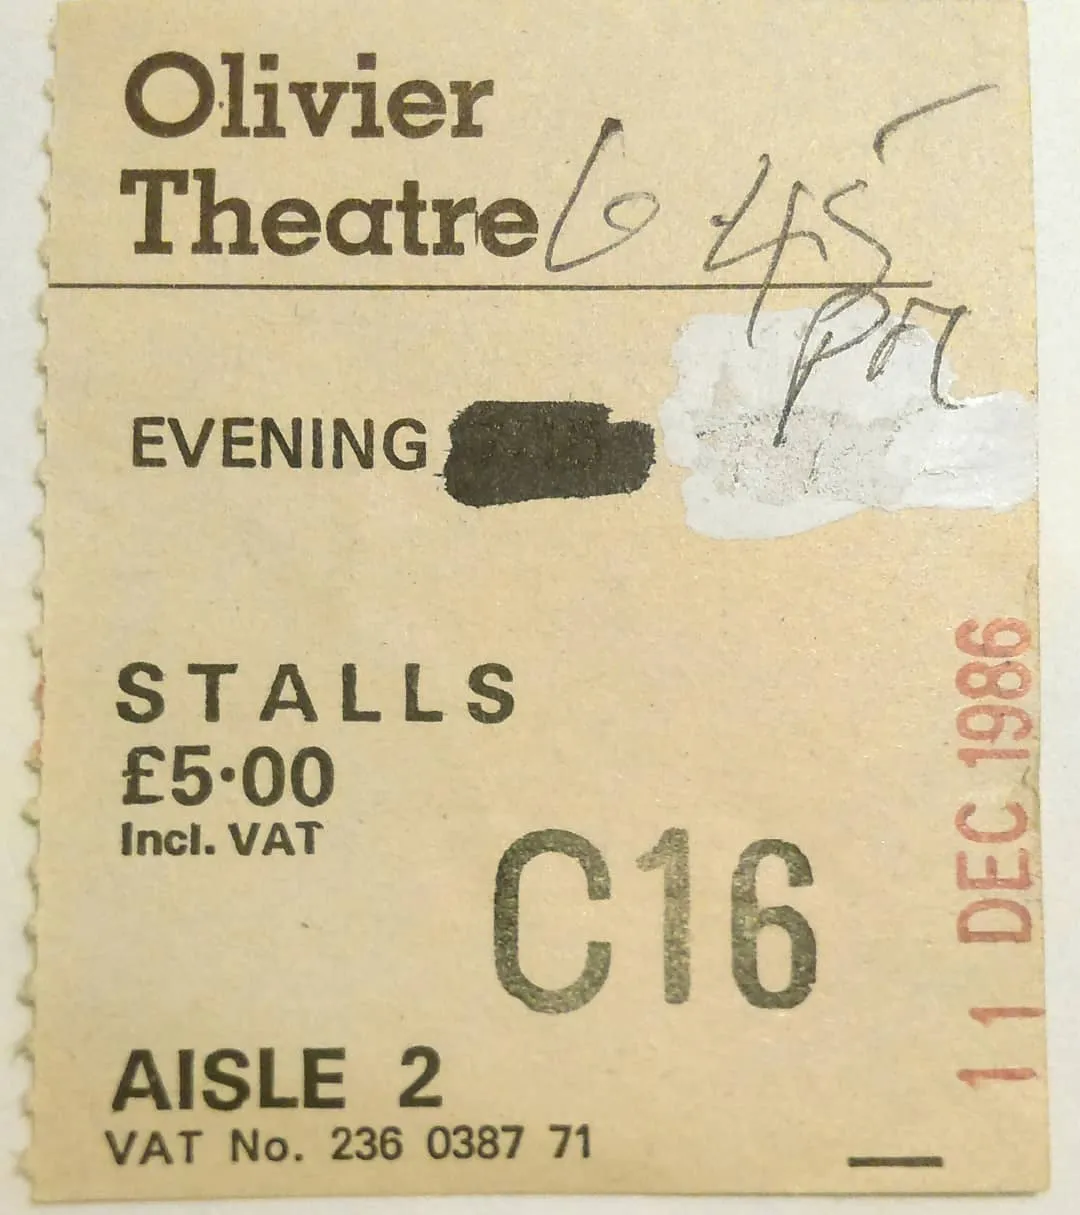 Olivier
Theatre
6 45
pm
EVENING
STALLS
£5·00
Incl. VAT
C16
AISLE 2
VAT No. 236 0387 71
11 DEC 1986